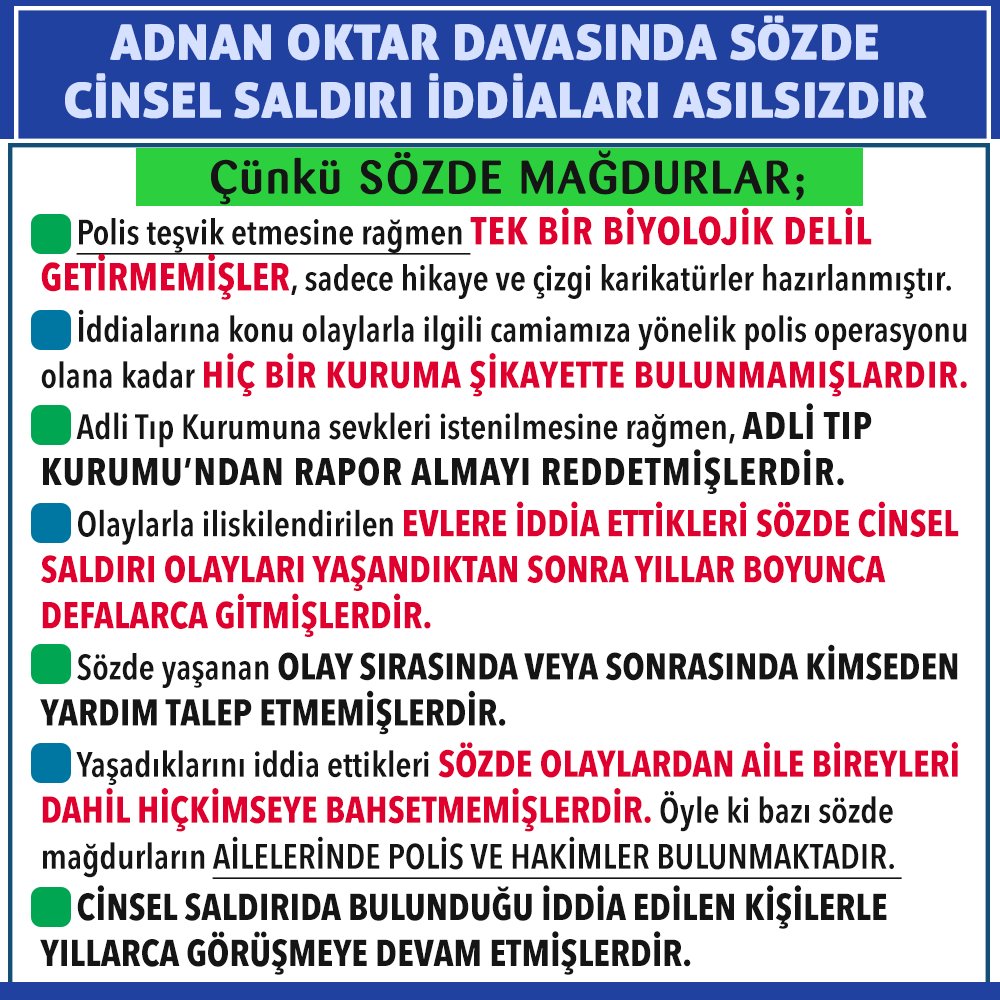 ADNAN OKTAR DAVASINDA SÖZDE
CİNSEL SALDIRI İDDİALARI ASILSIZDIR
Çünkü SÖZDE MAĞDURLAR;
Polis teşvik etmesine rağmen TEK BİR BİYOLOJİK DELİL
GETİRMEMİŞLER, sadece hikaye ve çizgi karikatürler hazırlanmıştır.
İddialarına konu olaylarla ilgili camiamıza yönelik polis operasyonu
olana kadar HİÇ BİR KURUMA ŞİKAYETTE BULUNMAMIŞLARDIR.
Adli Tıp Kurumuna sevkleri istenilmesine rağmen, ADLİ TIP
KURUMU'NDAN RAPOR ALMAYI REDDETMİŞLERDİR.
Olaylarla iliskilendirilen EVLERE İDDİA ETTİKLERİ SÖZDE CİNSEL
SALDIRI OLAYLARI YAŞANDIKTAN SONRA YILLAR BOYUNCA
DEFALARCA GİTMİŞLERDİR.
Sözde yaşanan OLAY SIRASINDA VEYA SONRASINDA KİMSEDEN
YARDIM TALEP ETMEMİŞLERDİR.
Yaşadıklarını iddia ettikleri SÖZDE OLAYLARDAN AİLE BİREYLERİ
DAHİL HİÇKİMSEYE BAHSETMEMİŞLERDİR. Öyle ki bazı sözde
mağdurların AİLELERİNDE POLİS VE HAKİMLER BULUNMAKTADIR.
CİNSEL SALDIRIDA BULUNDUĞU İDDİA EDİLEN KİŞİLERLE
YILLARCA GÖRÜŞMEYE DEVAM ETMİŞLERDİR.